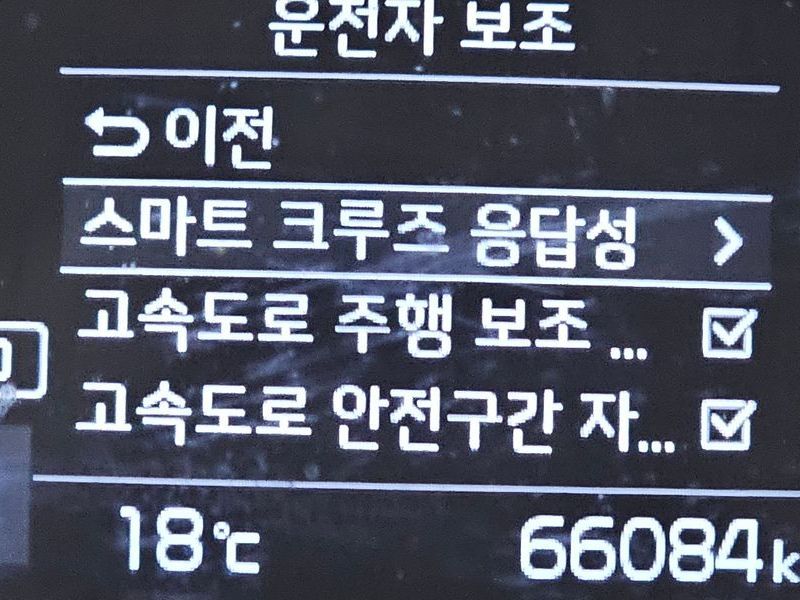 운전자 보조
이전
스마트 크루즈 응답성
고속도로 주행 보조 ...
고속도로 안전구간 자...
18℃ 66084k